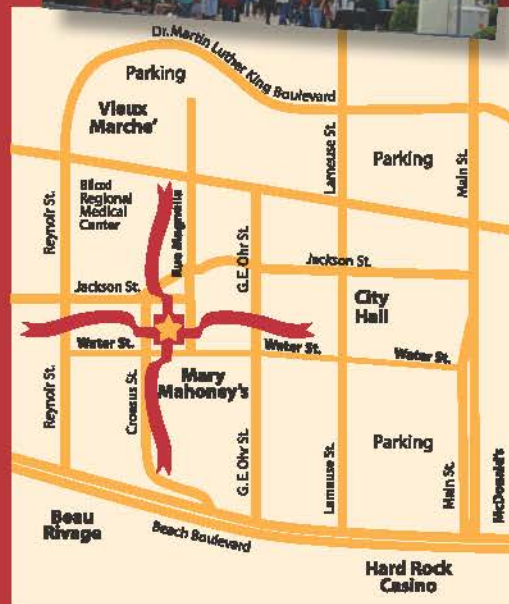 Dr. Martin Luther King Boulevard
Parking
Vieux
Marche'
Lameuse St.
Parking
Main St.
Reynoir St.
Biloxi
Regional
Medical
Center
Rue Magnolia
G.E. Ohr St.
Jackson St.
Jackson St.
City
Hall
Water St.
Water St.
Water St.
Reynoir St.
Croesus St.
Mary
Mahoney's
G.E. Ohr St.
Lameuse St.
Parking
Main St.
McDonald's
Beau
Rivage
Beach Boulevard
Hard Rock
Casino